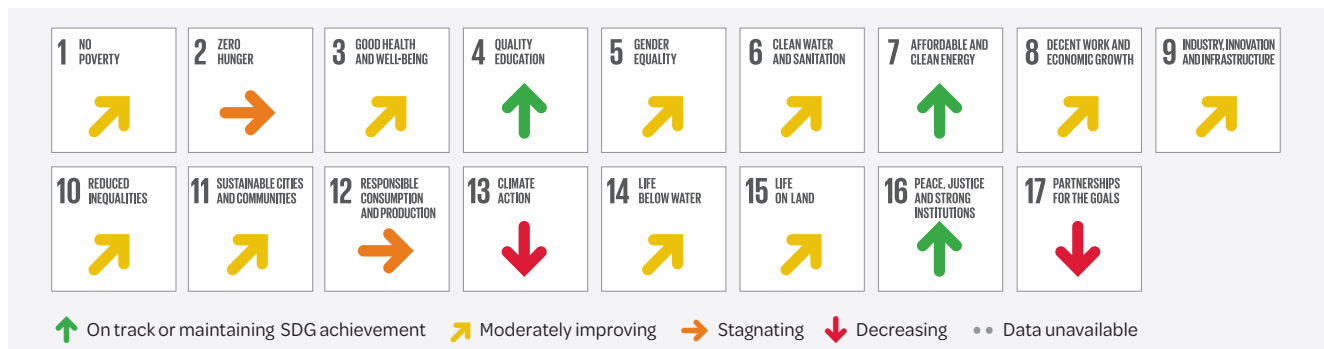 1 NO
POVERTY
2 ZERO
HUNGER
3 GOOD HEALTH
AND WELL-BEING
4 QUALITY
EDUCATION
5 GENDER
EQUALITY
6 CLEAN WATER
AND SANITATION
7 AFFORDABLE AND
CLEAN ENERGY
8 DECENT WORK AND
ECONOMIC GROWTH
9 INDUSTRY, INNOVATION
AND INFRASTRUCTURE
10 REDUCED
INEQUALITIES
11 SUSTAINABLE CITIES
AND COMMUNITIES
12 RESPONSIBLE
CONSUMPTION
AND PRODUCTION
13 CLIMATE
ACTION
14 LIFE
BELOW WATER
15 LIFE
ON LAND
16 PEACE, JUSTICE
AND STRONG
INSTITUTIONS
17 PARTNERSHIPS
FOR THE GOALS
On track or maintaining SDG achievement Moderately improving Stagnating Decreasing Data unavailable